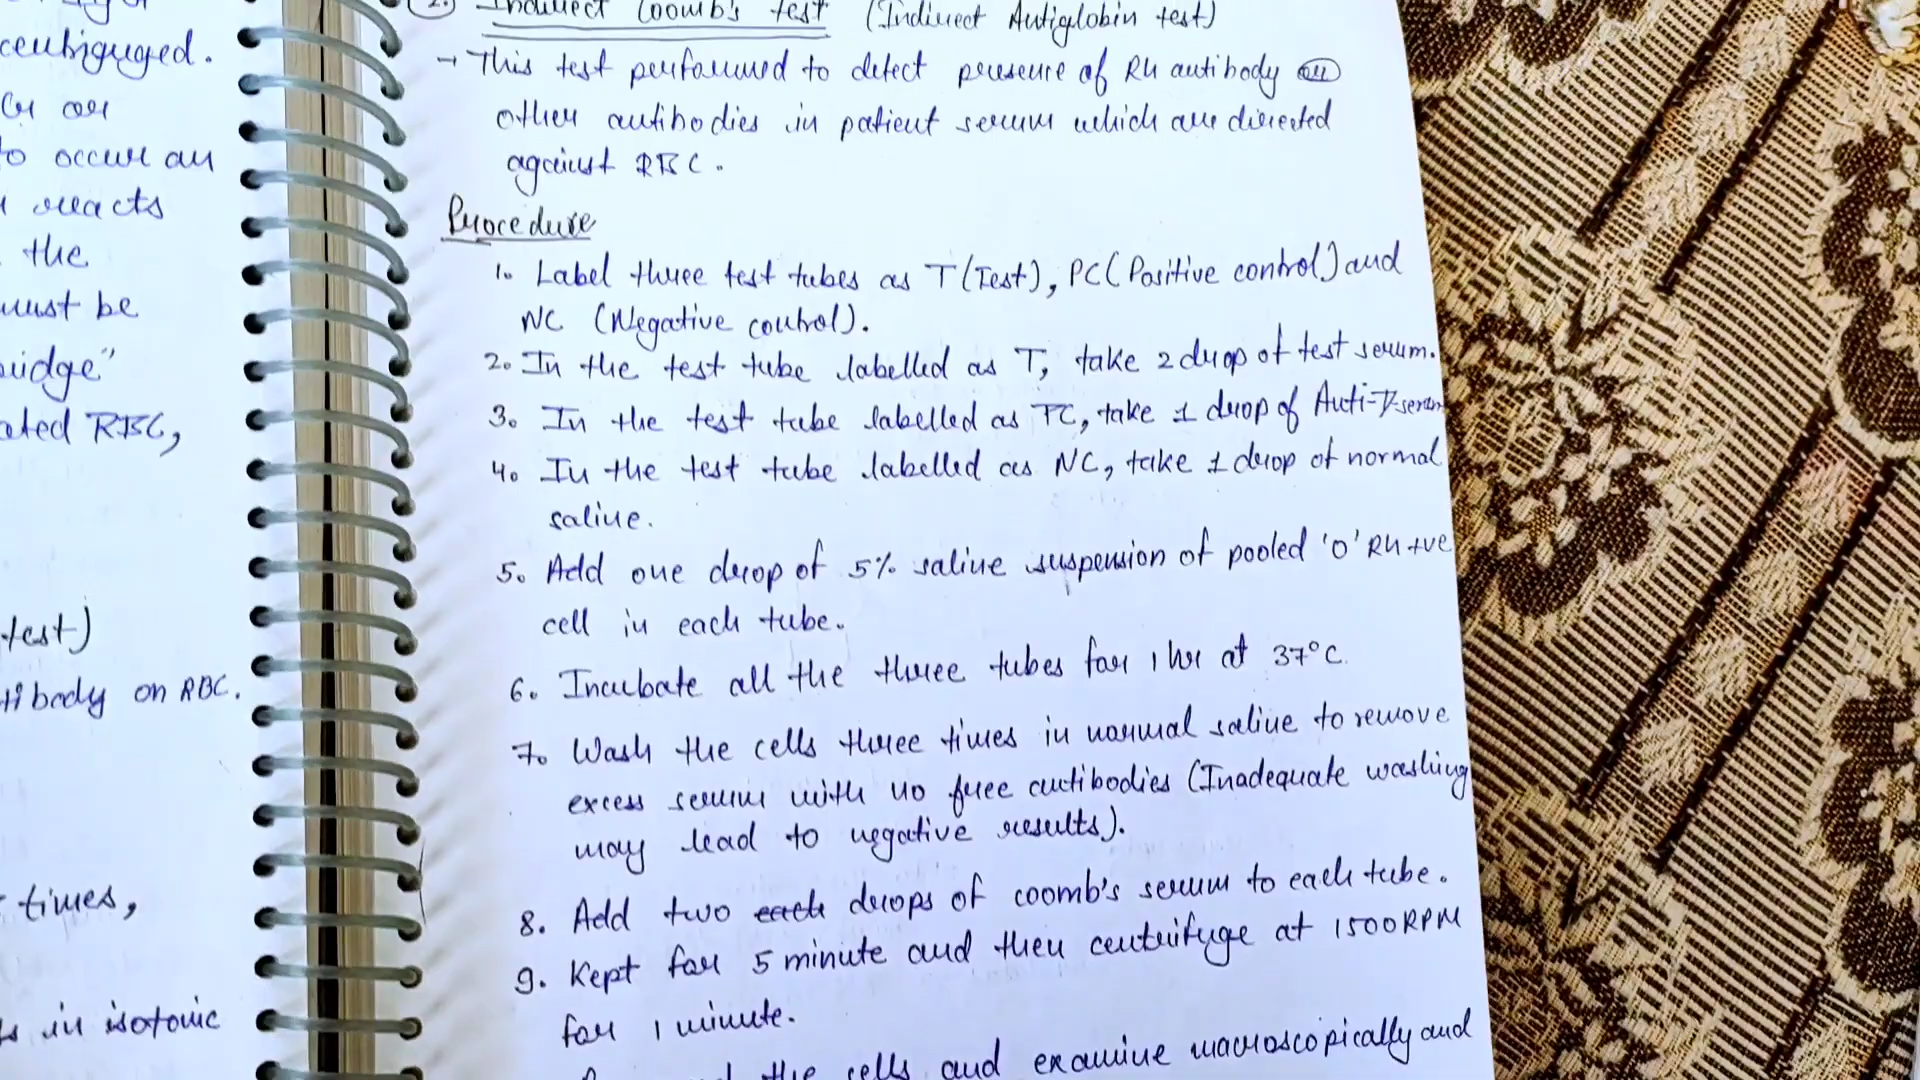 centrifuged.
or
to occur an
reacts
the
must be
ated RBC,
test)
tibody on RBC.
times,
in isotonic
2. Indirect Coomb's test (Indirect Antiglobin test)
→ This test performed to detect presence of Rh antibody or
other antibodies in patient serum which are directed
against RBC.
Procedure
1. Label three test tubes as T (Test), PC (Positive control) and
NC (Negative control).
2. In the test tube labelled as T, take 2 drop of test serum.
3. In the test tube labelled as PC, take 1 drop of Anti-D-serum
4. In the test tube labelled as NC, take 1 drop of normal
saline.
5. Add one drop of 5% saline suspension of pooled 'O' Rh +ve
cell in each tube.
6. Incubate all the three tubes for 1 hr at 37°C.
7. Wash the cells three times in normal saline to remove
excess serum with no free antibodies (Inadequate washing
may lead to negative results).
8. Add two each drops of coomb's serum to each tube.
9. Kept for 5 minute and then centrifuge at 1500 RPM
for 1 minute.
the cells and examine macroscopically and